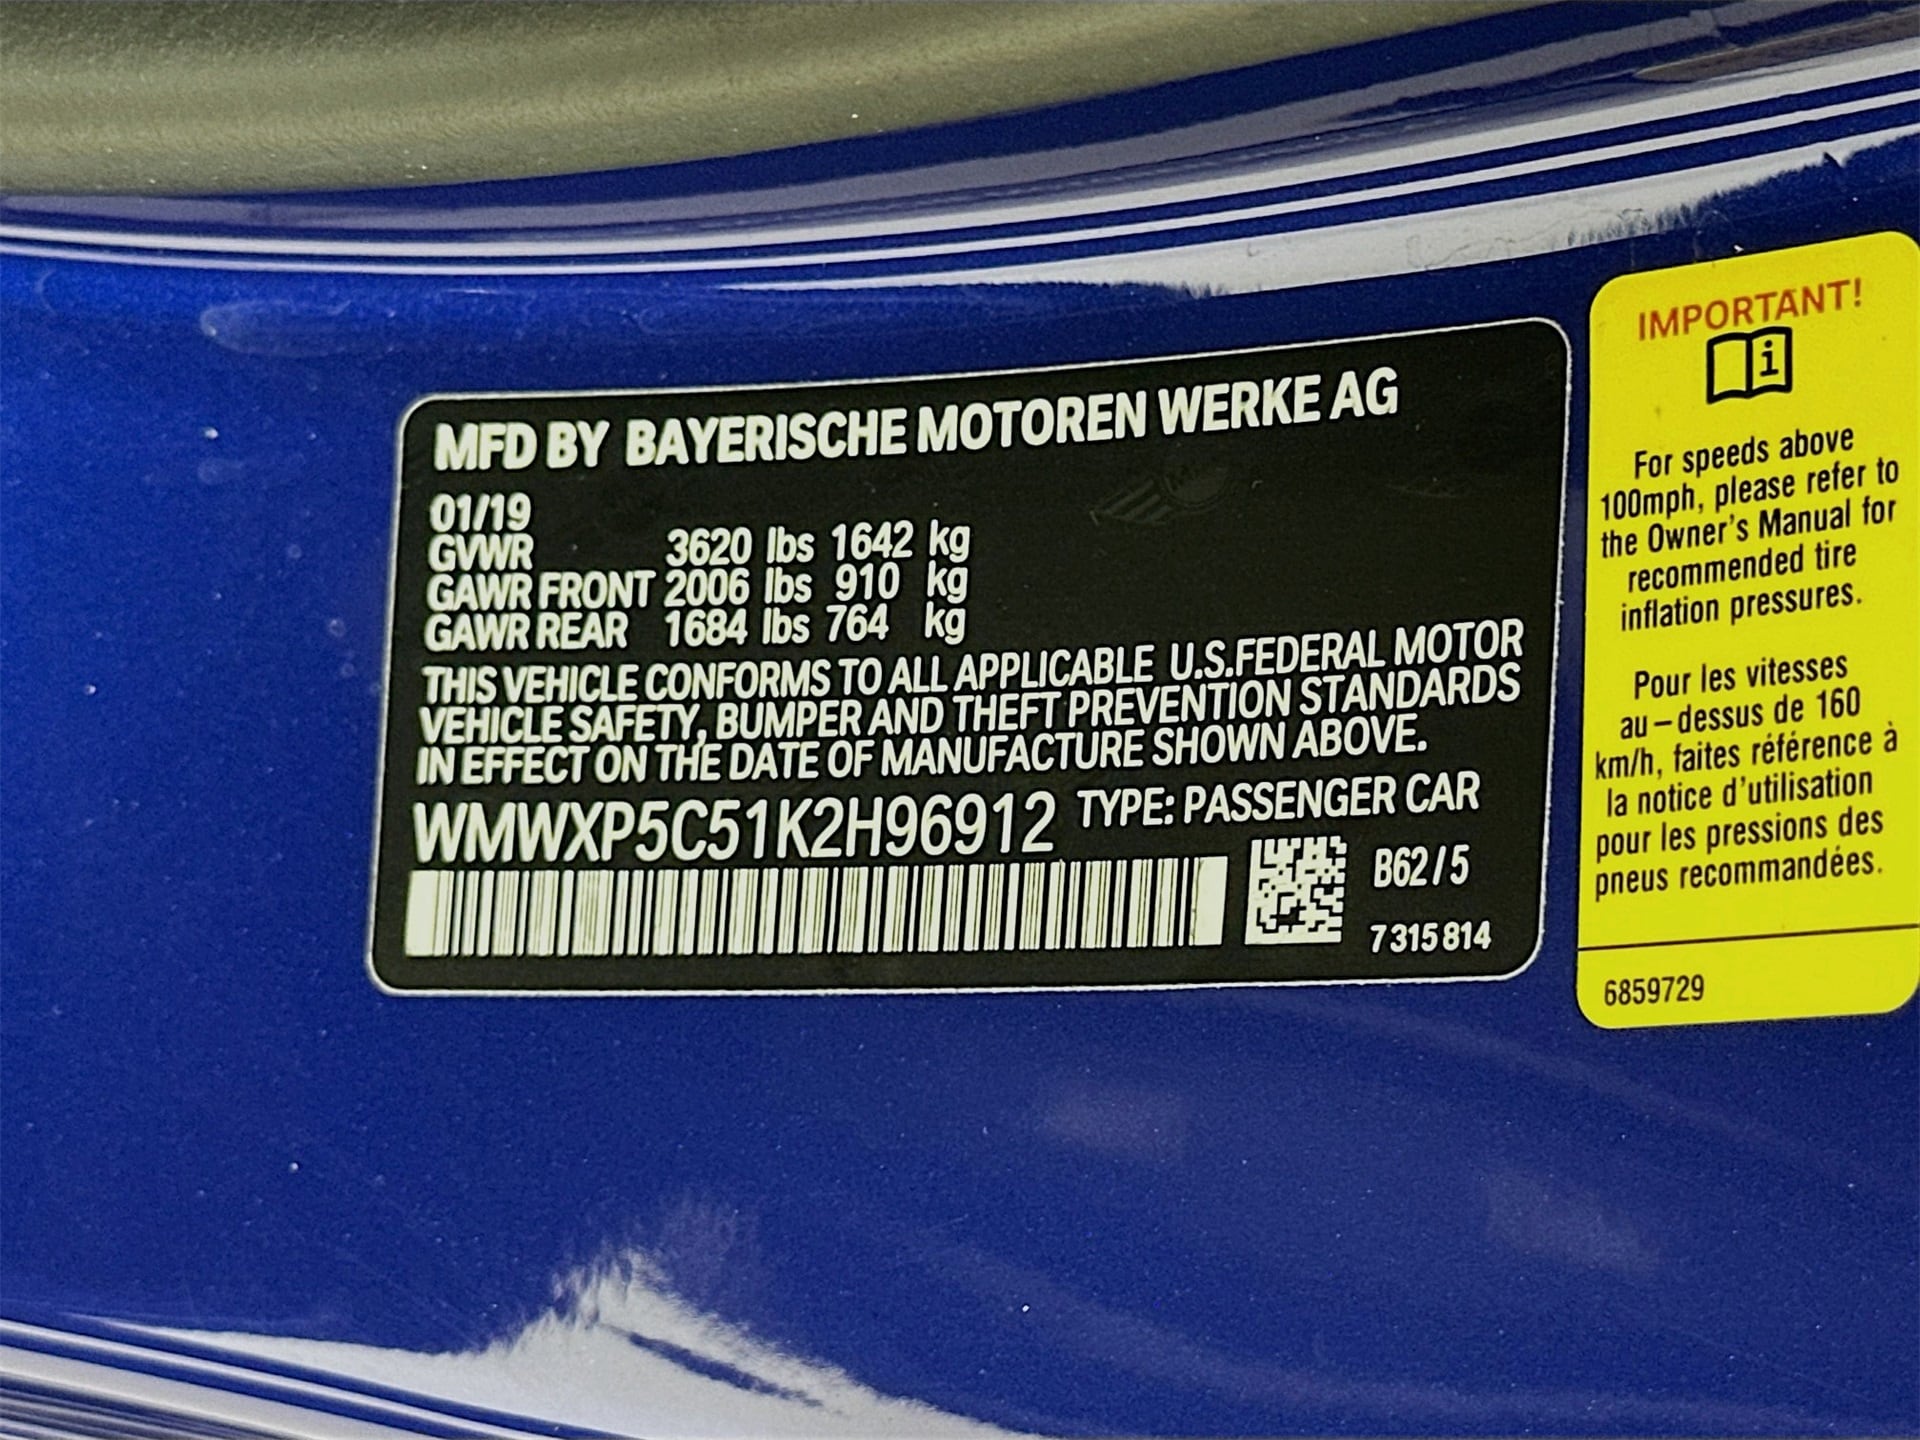 MFD BY BAYERISCHE MOTOREN WERKE AG
01/19
GVWR 3620 lbs 1642 kg
GAWR FRONT 2006 lbs 910 kg
GAWR REAR 1684 lbs 764 kg
THIS VEHICLE CONFORMS TO ALL APPLICABLE U.S.FEDERAL MOTOR
VEHICLE SAFETY, BUMPER AND THEFT PREVENTION STANDARDS
IN EFFECT ON THE DATE OF MANUFACTURE SHOWN ABOVE.
WMWXP5C51K2H96912 TYPE: PASSENGER CAR
B62/5
7315814
IMPORTANT!
i
For speeds above
100mph, please refer to
the Owner's Manual for
recommended tire
inflation pressures.
Pour les vitesses
au-dessus de 160
km/h, faites référence à
la notice d'utilisation
pour les pressions des
pneus recommandées.
6859729